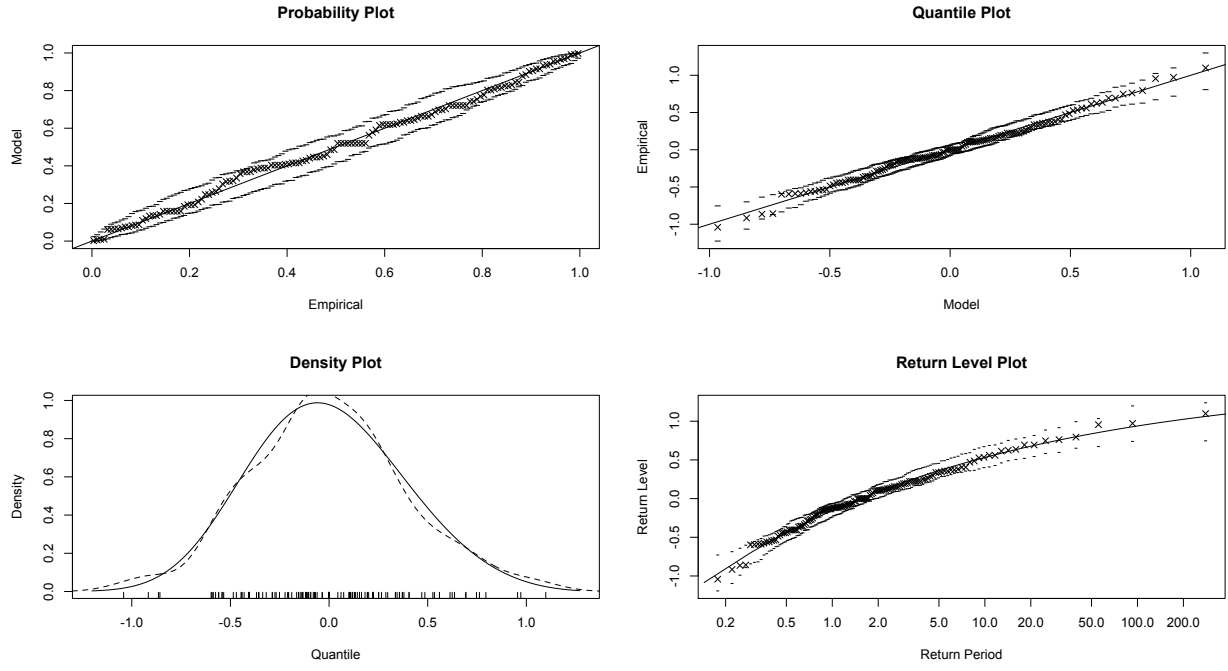 Probability Plot
Model
1.0
0.8
0.6
0.4
0.2
0.0
0.0 0.2 0.4 0.6 0.8 1.0
Empirical
Quantile Plot
Empirical
1.0
0.5
0.0
-0.5
-1.0
-1.0 -0.5 0.0 0.5 1.0
Model
Density Plot
Density
1.0
0.8
0.6
0.4
0.2
0.0
-1.0 -0.5 0.0 0.5 1.0
Quantile
Return Level Plot
Return Level
1.0
0.5
0.0
-0.5
-1.0
0.2 0.5 1.0 2.0 5.0 10.0 20.0 50.0 100.0 200.0
Return Period